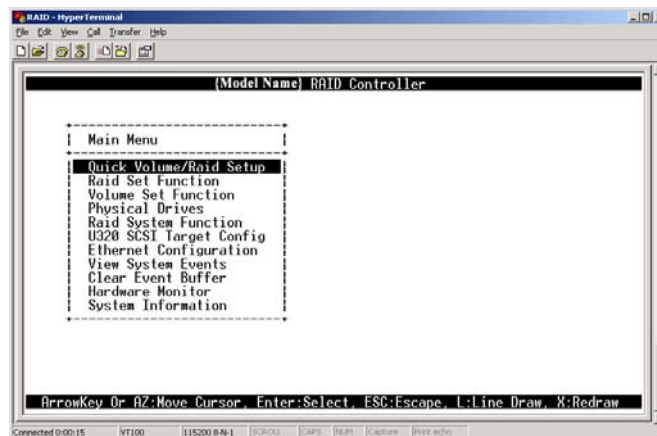 RAID - HyperTerminal
File Edit View Call Transfer Help
{Model Name} RAID Controller
Main Menu
Quick Volume/Raid Setup
Raid Set Function
Volume Set Function
Physical Drives
Raid System Function
U320 SCSI Target Config
Ethernet Configuration
View System Events
Clear Event Buffer
Hardware Monitor
System Information
ArrowKey Or AZ:Move Cursor, Enter:Select, ESC:Escape, L:Line Draw, X:Redraw
Connected 0:00:15 VT100 115200 8-N-1 SCROLL CAPS NUM Capture Print echo